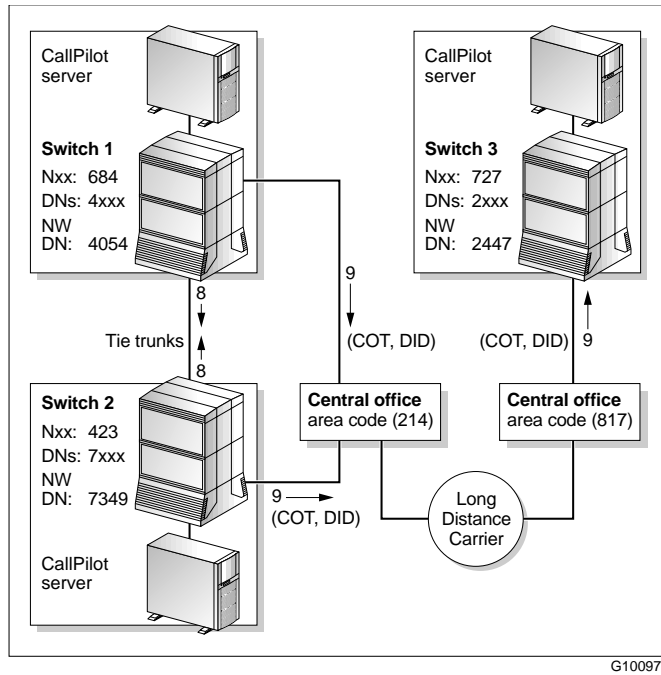 CallPilot
server
Switch 1
Nxx: 684
DNs: 4xxx
NW
DN: 4054
CallPilot
server
Switch 3
Nxx: 727
DNs: 2xxx
NW
DN: 2447
8
Tie trunks
8
9
(COT, DID)
(COT, DID)
9
Switch 2
Nxx: 423
DNs: 7xxx
NW
DN: 7349
CallPilot
server
9
(COT, DID)
Central office
area code (214)
Central office
area code (817)
Long
Distance
Carrier
G10097